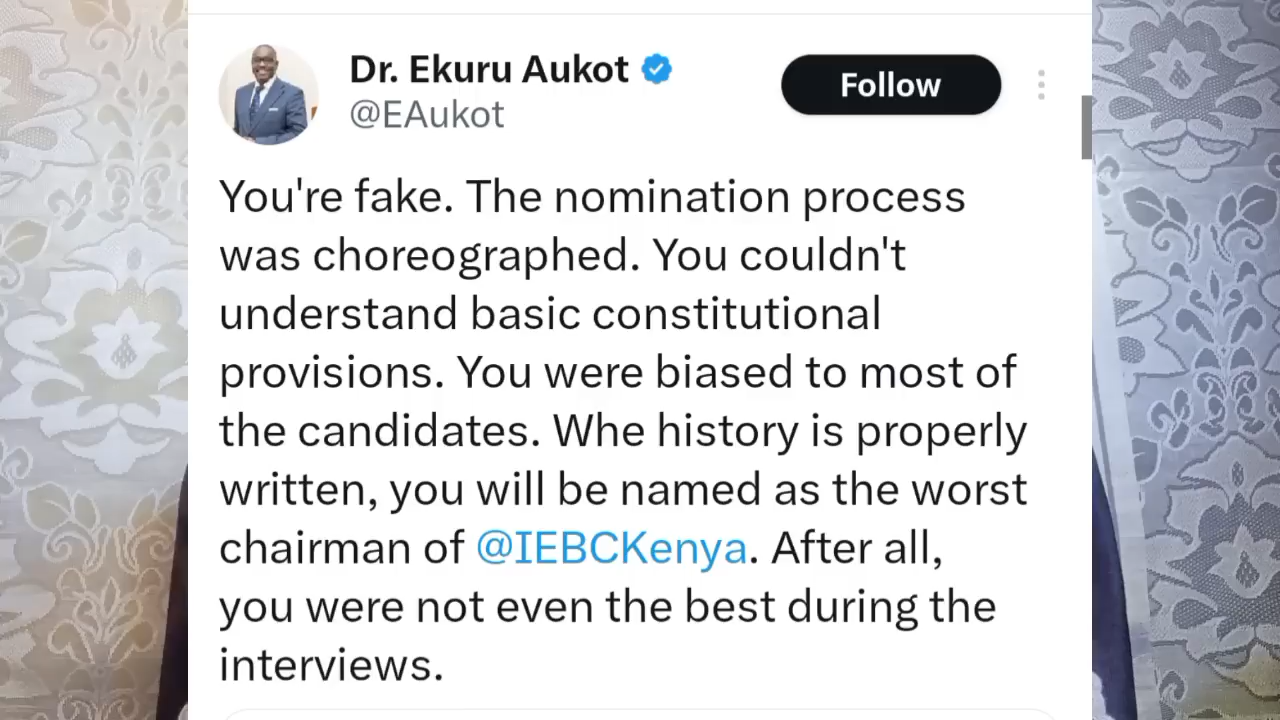 Dr. Ekuru Aukot
@EAukot
Follow
You're fake. The nomination process
was choreographed. You couldn't
understand basic constitutional
provisions. You were biased to most of
the candidates. Whe history is properly
written, you will be named as the worst
chairman of @IEBCKenya. After all,
you were not even the best during the
interviews.